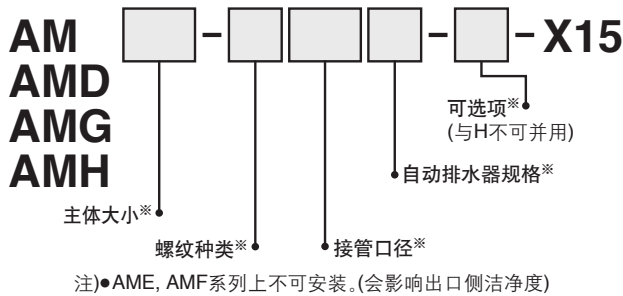 AM - - - X15
AMD
AMG
AMH
可选项※
(与H不可并用)
自动排水器规格※
主体大小※
螺纹种类※
接管口径※
注)●AME, AMF系列上不可安装。(会影响出口侧洁净度)